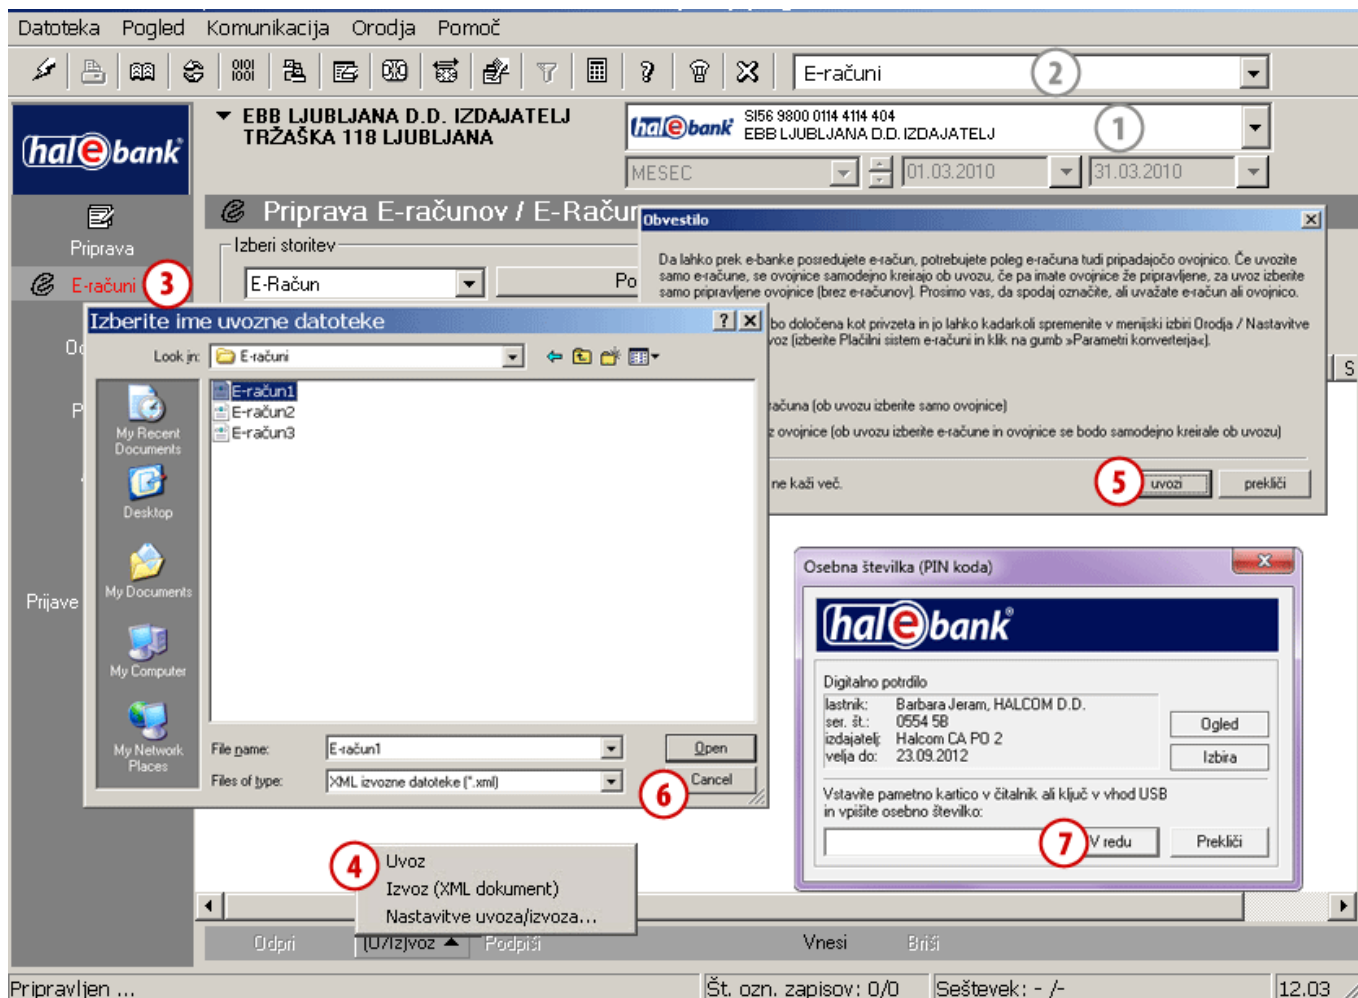 Datoteka Pogled Komunikacija Orodja Pomoč
E-računi
2
halebank
EBB LJUBLJANA D.D. IZDAJATELJ
TRŽAŠKA 118 LJUBLJANA
halebank
SI56 9800 0114 4114 404
EBB LJUBLJANA D.D. IZDAJATELJ
1
MESEC 01.03.2010 31.03.2010
Priprava
Priprava E-računov / E-Račun
E-računi
3
Izberi storitev
E-Račun
Po
S
Obvestilo
Da lahko prek e-banke posredujete e-račun, potrebujete poleg e-računa tudi pripadajočo ovojnico. Če uvozite
samo e-račune, se ovojnice samodejno kreirajo ob uvozu, če pa imate ovojnice že pripravljene, za uvoz izberite
samo pripravljene ovojnice (brez e-računov). Prosimo vas, da spodaj označite, ali uvažate e-račun ali ovojnico.
bo določena kot privzeta in jo lahko kadarkoli spremenite v menijski izbiri Orodja / Nastavitve
voz (izberite Plačilni sistem e-računi in klik na gumb »Parametri konverterja«).
 računa (ob uvozu izberite samo ovojnice)
z ovojnice (ob uvozu izberite e-račune in ovojnice se bodo samodejno kreirale ob uvozu)
ne kaži več.
5
uvozi prekliči
Izberite ime uvozne datoteke
Look in: E-računi
My Recent
Documents
Desktop
My Documents
My Computer
My Network
Places
E-račun1
E-račun2
E-račun3
File name: E-račun1 Open
Files of type: XML izvozne datoteke (*.xml) Cancel
6
Prijave
Osebna številka (PIN koda)
halebank
Digitalno potrdilo
lastnik: Barbara Jeram, HALCOM D.D.
ser. št.: 0554 5B
izdajatelj: Halcom CA PO 2
velja do: 23.09.2012
Ogled
Izbira
Vstavite pametno kartico v čitalnik ali ključ v vhod USB
in vpišite osebno številko:
7
V redu Prekliči
4
Uvoz
Izvoz (XML dokument)
Nastavitve uvoza/izvoza...
Odpri (U/Iz)voz Podpiši Vnesi Briši
Pripravljen ... Št. ozn. zapisov: 0/0 Seštevek: - /- 12.03